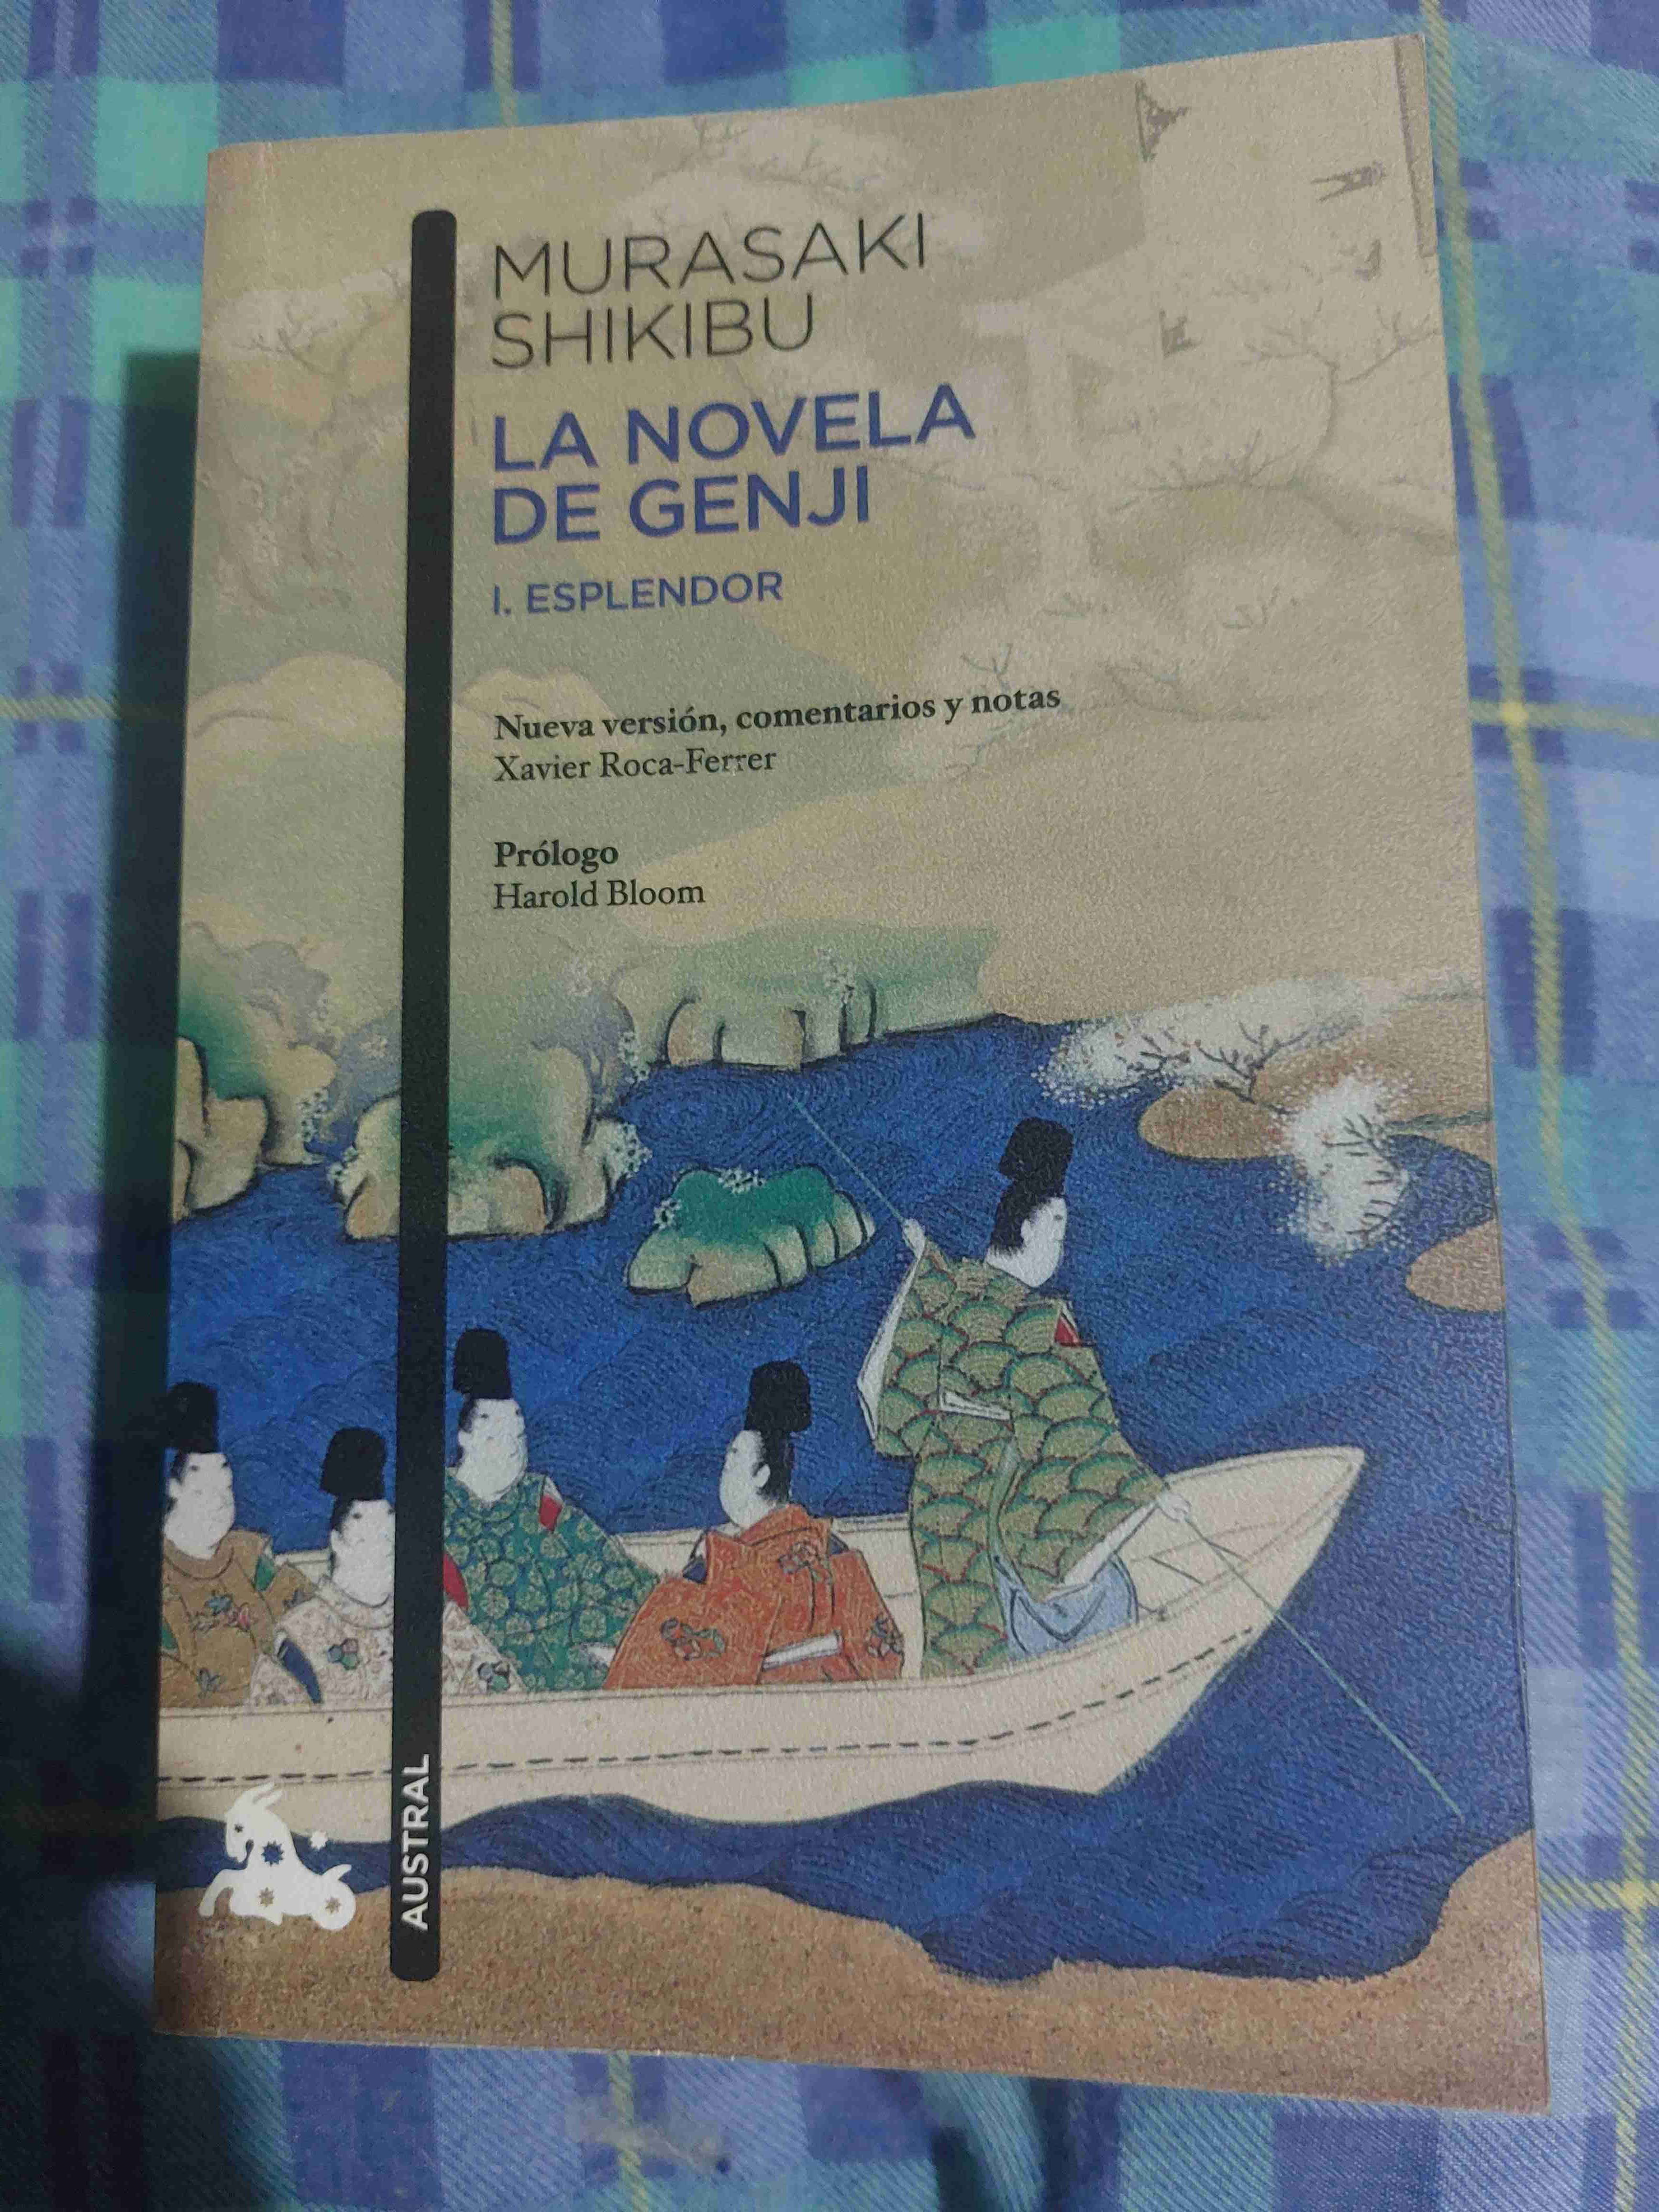 MURASAKI
SHIKIBU
LA NOVELA
DE GENJI
I. ESPLENDOR
Nueva versión, comentarios y notas
Xavier Roca-Ferrer
Prólogo
Harold Bloom
AUSTRAL